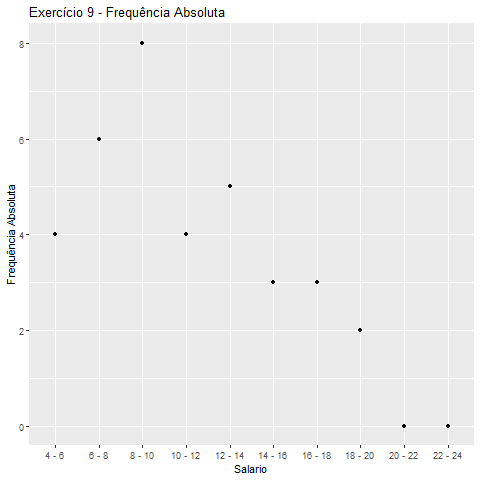 Exercício 9 - Frequência Absoluta
Frequência Absoluta
8
6
4
2
0
4 - 6
6 - 8
8 - 10
10 - 12
12 - 14
14 - 16
16 - 18
18 - 20
20 - 22
22 - 24
Salario